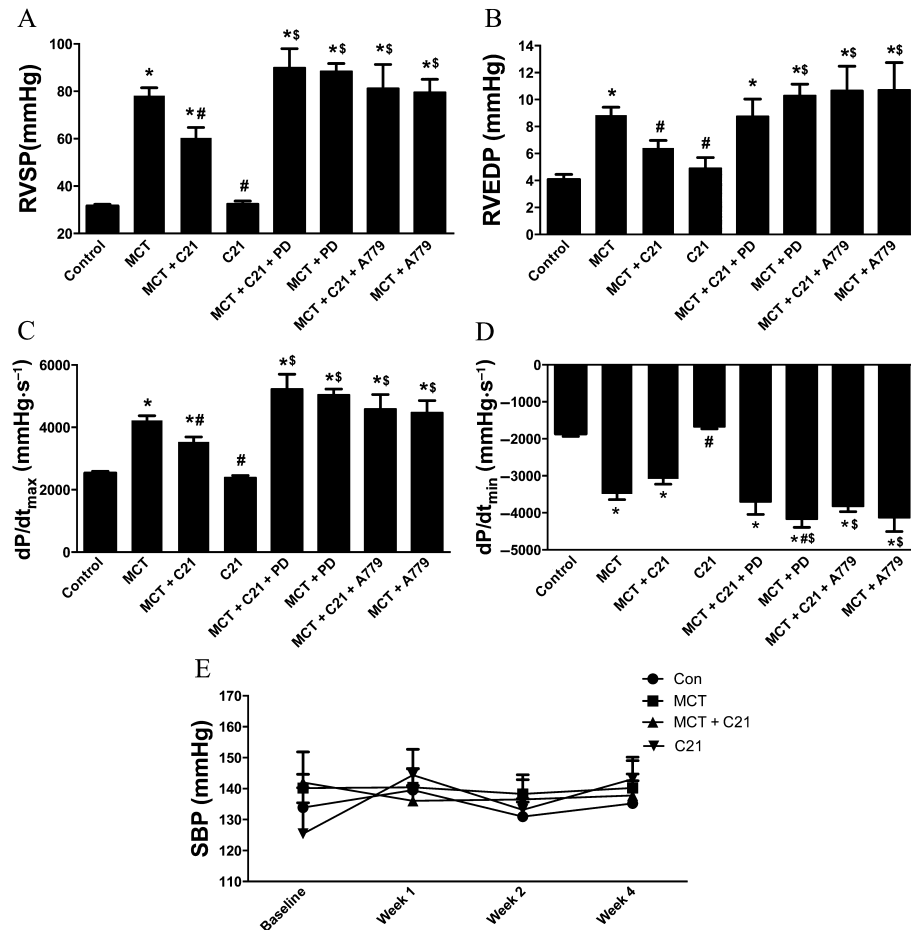 A
RVSP(mmHg)
100
80
60
40
20
*
*#
#
*$
*$
*$
*$
Control
MCT
MCT + C21
C21
MCT + C21 + PD
MCT + PD
MCT + C21 + A779
MCT + A779
B
RVEDP (mmHg)
14
12
10
8
6
4
2
0
*
#
#
*
*$
*$
*$
Control
MCT
MCT + C21
C21
MCT + C21 + PD
MCT + PD
MCT + C21 + A779
MCT + A779
C
dP/dtmax (mmHg·s–1)
6000
4000
2000
0
*
*#
#
*$
*$
*$
*$
Control
MCT
MCT + C21
C21
MCT + C21 + PD
MCT + PD
MCT + C21 + A779
MCT + A779
D
dP/dtmin (mmHg·s–1)
0
–1000
–2000
–3000
–4000
–5000
*
*
#
*
*#$
*$
*$
Control
MCT
MCT + C21
C21
MCT + C21 + PD
MCT + PD
MCT + C21 + A779
MCT + A779
E
SBP (mmHg)
170
160
150
140
130
120
110
Con
MCT
MCT + C21
C21
Baseline
Week 1
Week 2
Week 4